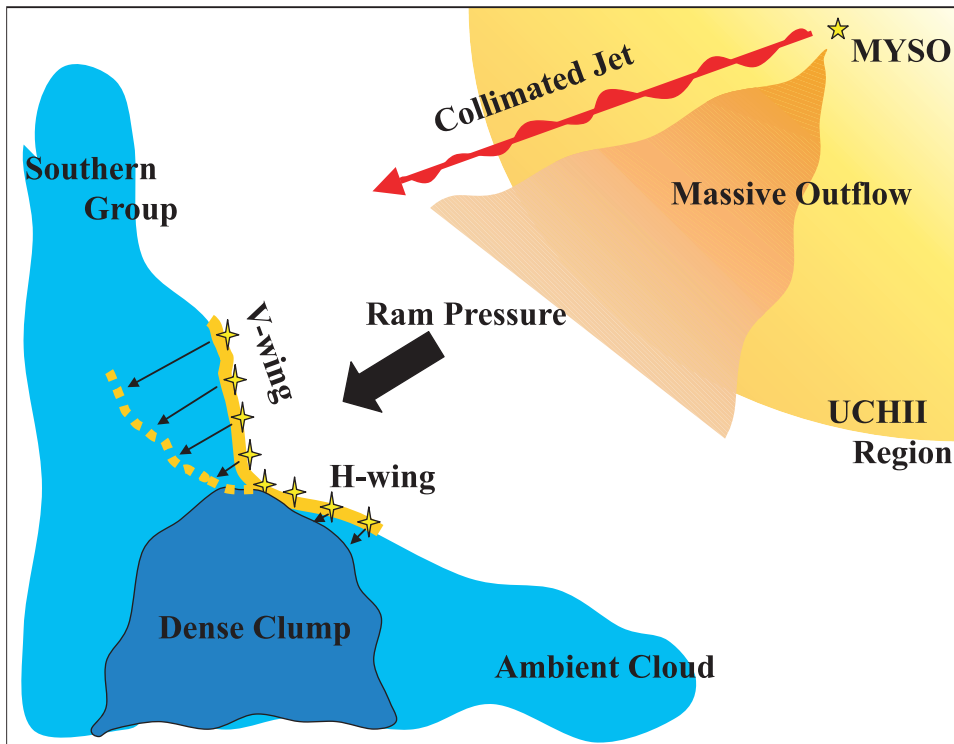 MYSO
Collimated Jet
Southern
Group
Massive Outflow
Ram Pressure
V-wing
UCHII
Region
H-wing
Dense Clump
Ambient Cloud